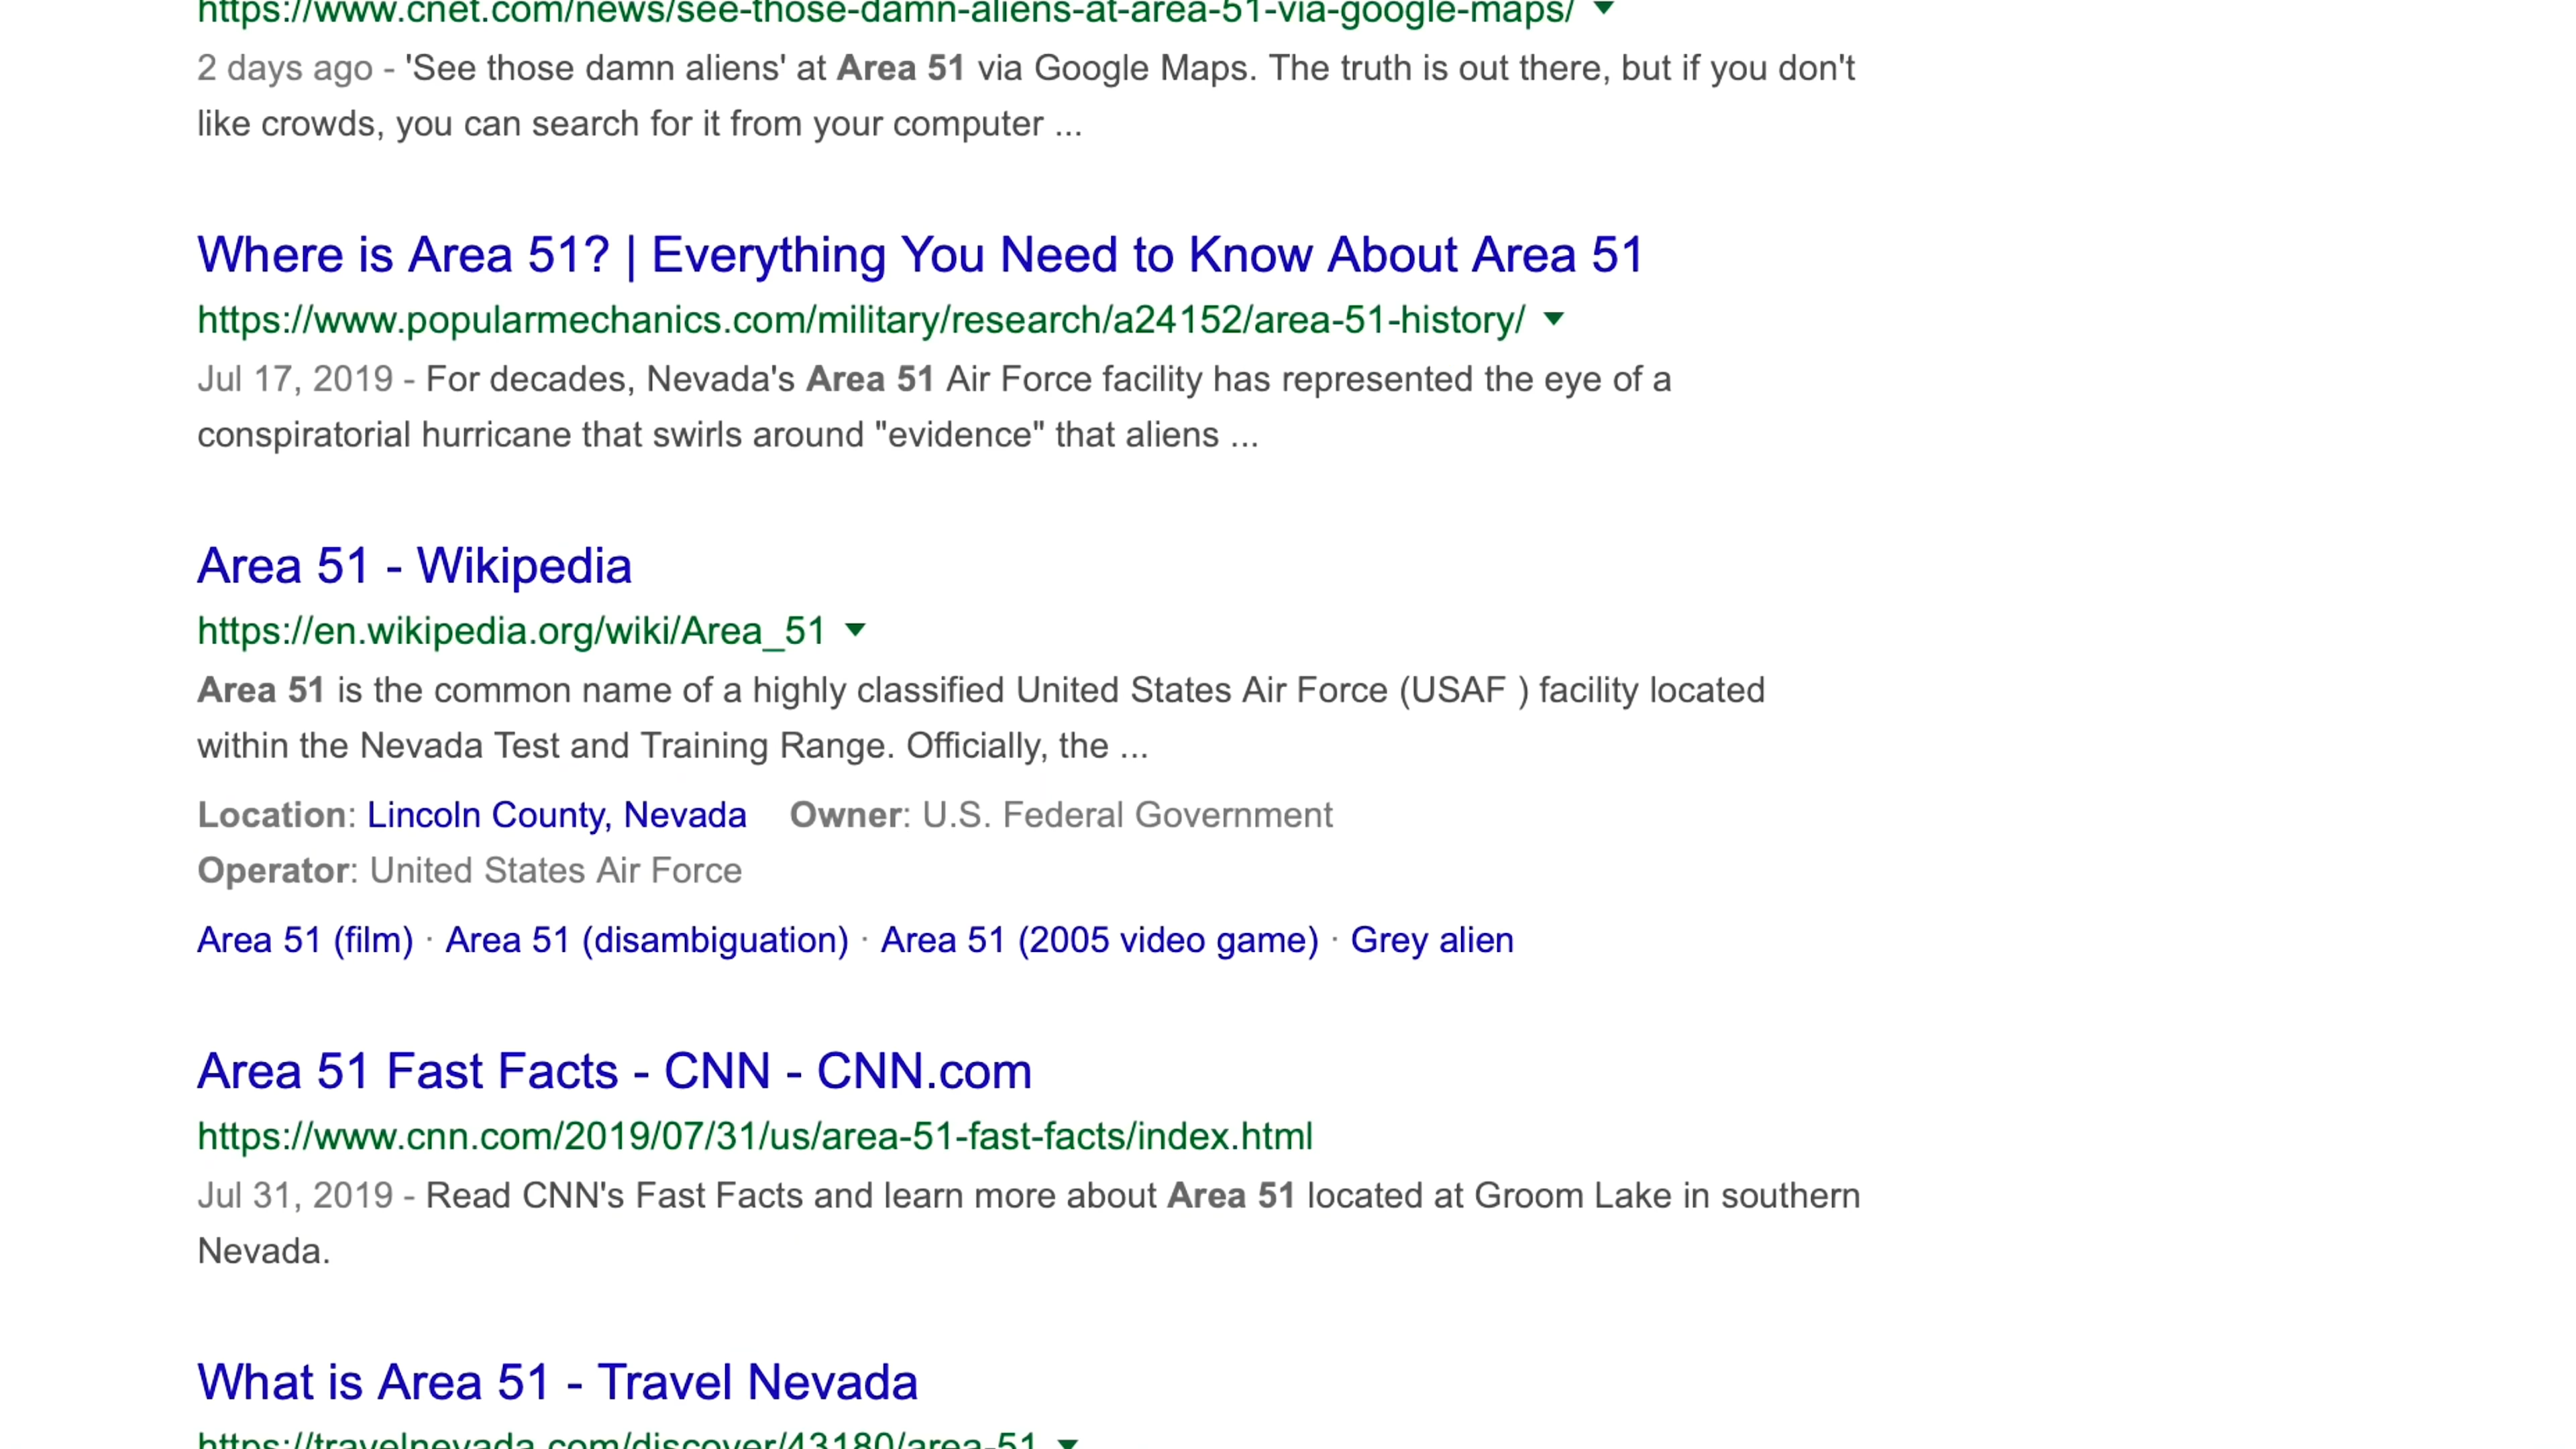 https://www.cnet.com/news/see-those-damn-aliens-at-area-51-via-google-maps/
2 days ago - 'See those damn aliens' at Area 51 via Google Maps. The truth is out there, but if you don't
like crowds, you can search for it from your computer ...
Where is Area 51? | Everything You Need to Know About Area 51
https://www.popularmechanics.com/military/research/a24152/area-51-history/
Jul 17, 2019 - For decades, Nevada's Area 51 Air Force facility has represented the eye of a
conspiratorial hurricane that swirls around "evidence" that aliens ...
Area 51 - Wikipedia
https://en.wikipedia.org/wiki/Area_51
Area 51 is the common name of a highly classified United States Air Force (USAF ) facility located
within the Nevada Test and Training Range. Officially, the ...
Location: Lincoln County, Nevada Owner: U.S. Federal Government
Operator: United States Air Force
Area 51 (film) · Area 51 (disambiguation) · Area 51 (2005 video game) · Grey alien
Area 51 Fast Facts - CNN - CNN.com
https://www.cnn.com/2019/07/31/us/area-51-fast-facts/index.html
Jul 31, 2019 - Read CNN's Fast Facts and learn more about Area 51 located at Groom Lake in southern
Nevada.
What is Area 51 - Travel Nevada
https://travelnevada.com/discover/43180/area-51